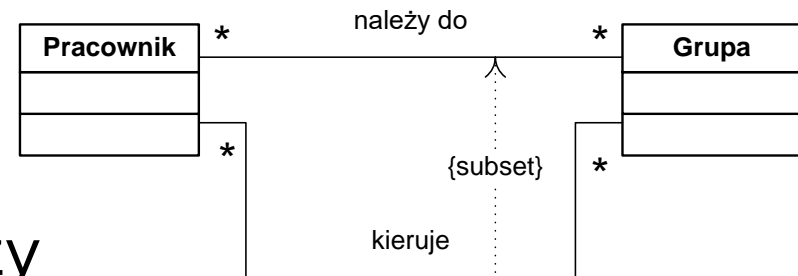 należy do
* *
Pracownik Grupa
* *
{subset}
kieruje